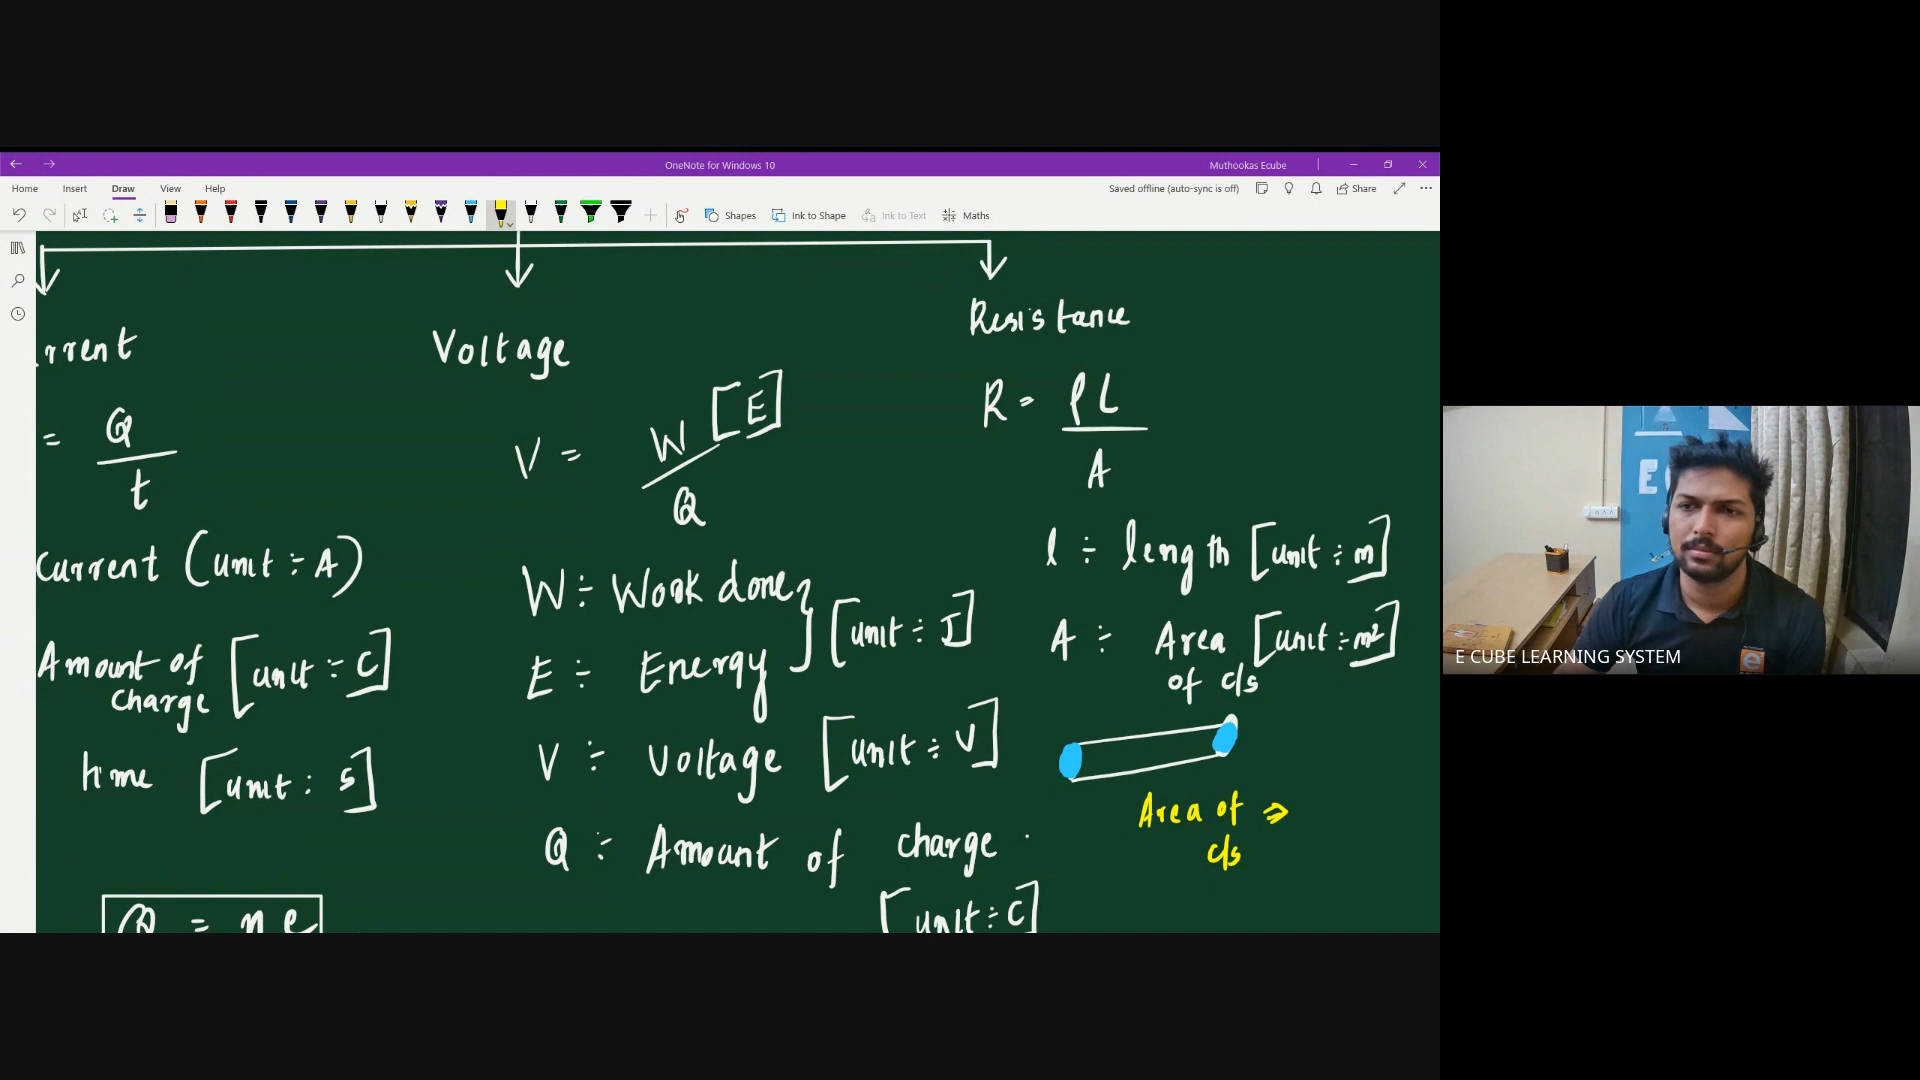 OneNote for Windows 10
Muthookas Ecube
Home Insert Draw View Help
Saved offline (auto-sync is off)
Share
Shapes
Ink to Shape
Ink to Text
Maths
rrent
= Q
t
Current (unit ÷ A)
Amount of
charge [unit ÷ C]
time [unit : s]
Q = ne
Voltage
V = W [E]
Q
W ÷ Work done
E ÷ Energy
[unit ÷ J]
V ÷ Voltage [unit ÷ V]
Q ÷ Amount of charge
[unit ÷ C]
Resistance
R = ρL
A
l ÷ length [unit ÷ m]
A ÷ Area [unit ÷ m²]
of c/s
Area of ⇒
c/s
E
E CUBE LEARNING SYSTEM
e